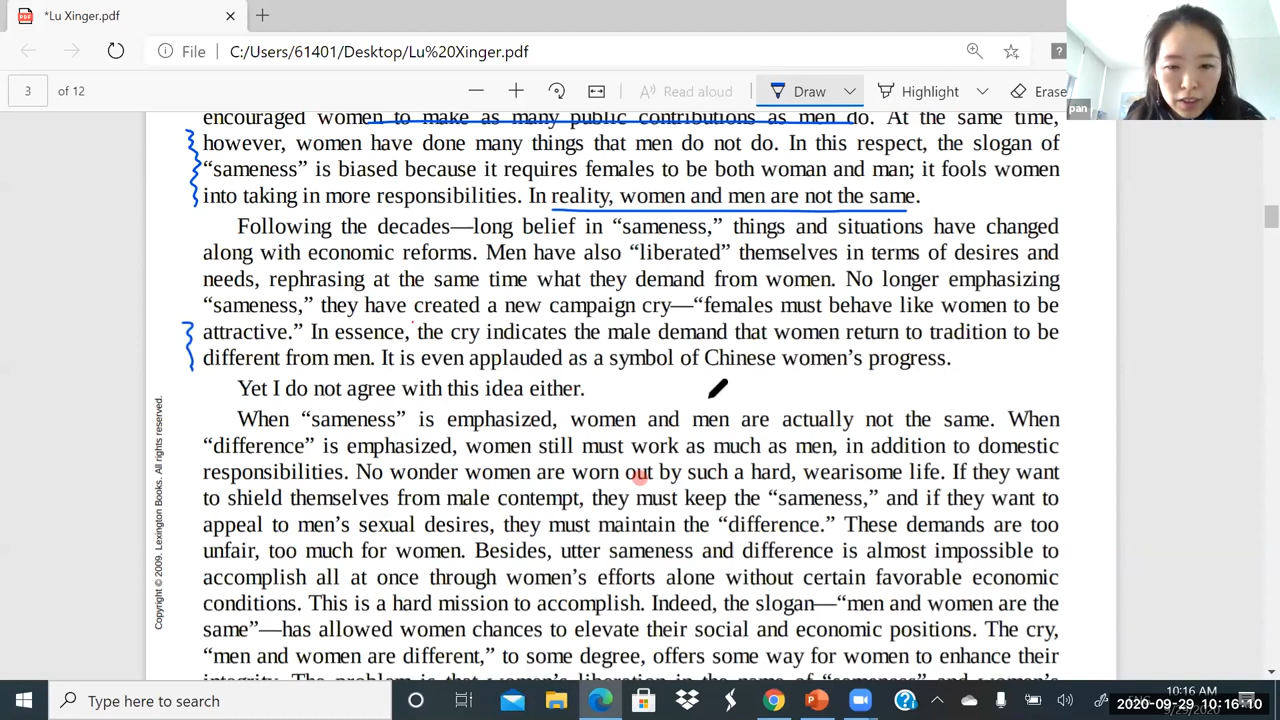 *Lu Xinger.pdf
File C:/Users/61401/Desktop/Lu%20Xinger.pdf
3 of 12
Read aloud Draw Highlight Erase
pan
encouraged women to make as many public contributions as men do. At the same time,
however, women have done many things that men do not do. In this respect, the slogan of
“sameness” is biased because it requires females to be both woman and man; it fools women
into taking in more responsibilities. In reality, women and men are not the same.
Following the decades—long belief in “sameness,” things and situations have changed
along with economic reforms. Men have also “liberated” themselves in terms of desires and
needs, rephrasing at the same time what they demand from women. No longer emphasizing
“sameness,” they have created a new campaign cry—“females must behave like women to be
attractive.” In essence, the cry indicates the male demand that women return to tradition to be
different from men. It is even applauded as a symbol of Chinese women’s progress.
Yet I do not agree with this idea either.
When “sameness” is emphasized, women and men are actually not the same. When
“difference” is emphasized, women still must work as much as men, in addition to domestic
responsibilities. No wonder women are worn out by such a hard, wearisome life. If they want
to shield themselves from male contempt, they must keep the “sameness,” and if they want to
appeal to men’s sexual desires, they must maintain the “difference.” These demands are too
unfair, too much for women. Besides, utter sameness and difference is almost impossible to
accomplish all at once through women’s efforts alone without certain favorable economic
conditions. This is a hard mission to accomplish. Indeed, the slogan—“men and women are the
same”—has allowed women chances to elevate their social and economic positions. The cry,
“men and women are different,” to some degree, offers some way for women to enhance their
integrity. The problem is that women’s liberation in the name of “sameness” and women’s
Copyright © 2009. Lexington Books. All rights reserved.
Type here to search
ENG
10:16 AM
2020-09-29 10:16:10